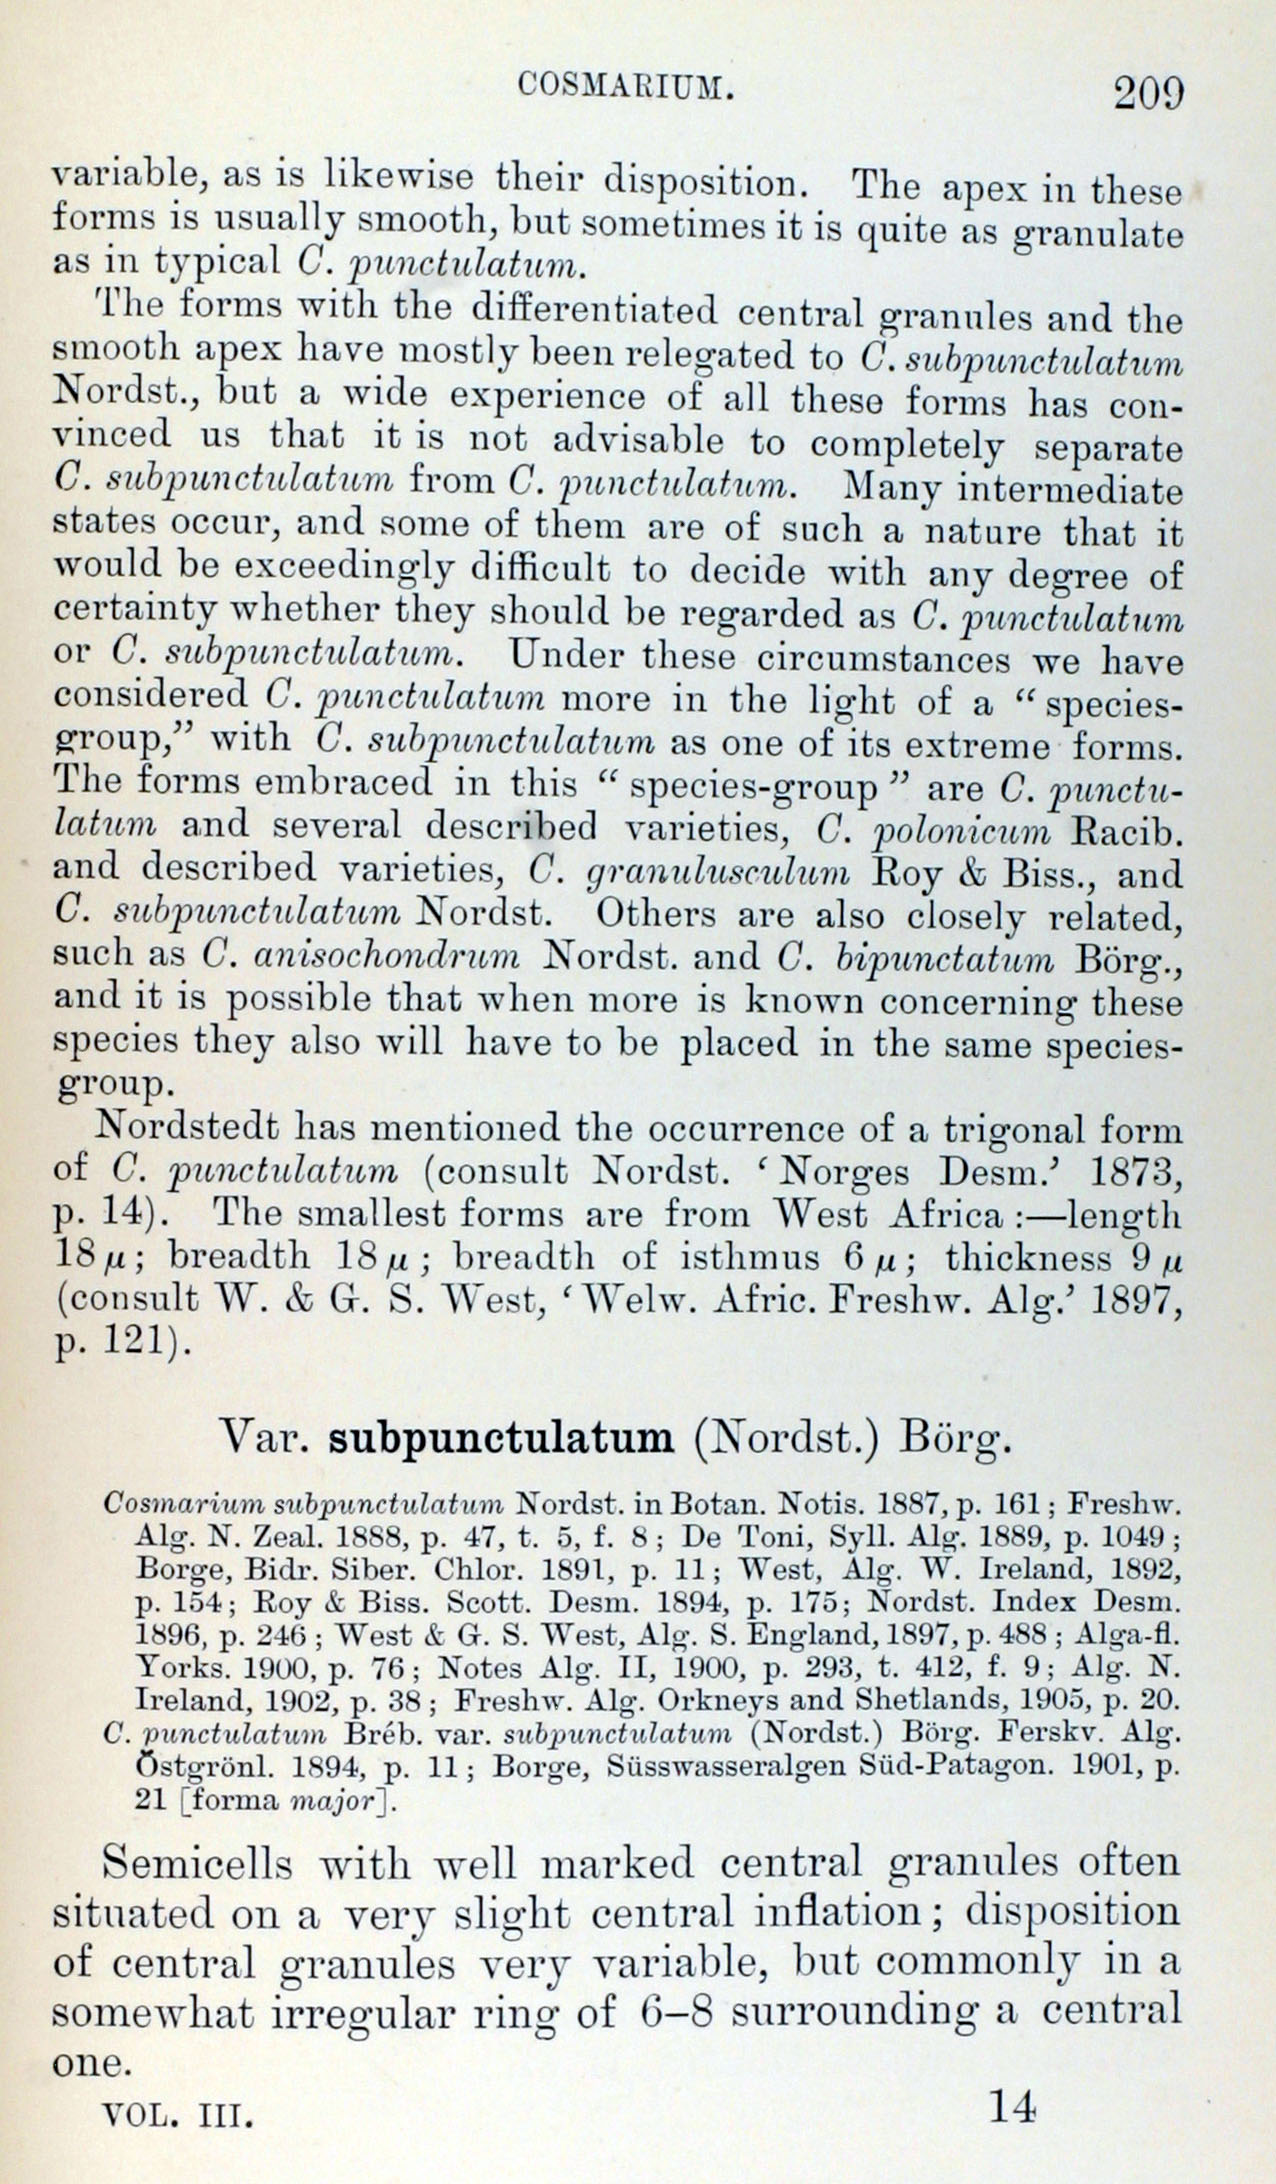 COSMARIUM. 209
variable, as is likewise their disposition. The apex in these
forms is usually smooth, but sometimes it is quite as granulate
as in typical C. punctulatum.
The forms with the differentiated central granules and the
smooth apex have mostly been relegated to C. subpunctulatum
Nordst., but a wide experience of all these forms has con-
vinced us that it is not advisable to completely separate
C. subpunctulatum from C. punctulatum. Many intermediate
states occur, and some of them are of such a nature that it
would be exceedingly difficult to decide with any degree of
certainty whether they should be regarded as C. punctulatum
or C. subpunctulatum. Under these circumstances we have
considered C. punctulatum more in the light of a “ species-
group,” with C. subpunctulatum as one of its extreme forms.
The forms embraced in this “ species-group ” are C. punctu-
latum and several described varieties, C. polonicum Racib.
and described varieties, C. granulusculum Roy & Biss., and
C. subpunctulatum Nordst. Others are also closely related,
such as C. anisochondrum Nordst. and C. bipunctatum Börg.,
and it is possible that when more is known concerning these
species they also will have to be placed in the same species-
group.
Nordstedt has mentioned the occurrence of a trigonal form
of C. punctulatum (consult Nordst. ‘ Norges Desm.’ 1873,
p. 14). The smallest forms are from West Africa :—length
18 μ; breadth 18 μ ; breadth of isthmus 6 μ; thickness 9 μ
(consult W. & G. S. West, ‘ Welw. Afric. Freshw. Alg.’ 1897,
p. 121).
Var. subpunctulatum (Nordst.) Börg.
Cosmarium subpunctulatum Nordst. in Botan. Notis. 1887, p. 161 ; Freshw.
Alg. N. Zeal. 1888, p. 47, t. 5, f. 8 ; De Toni, Syll. Alg. 1889, p. 1049 ;
Borge, Bidr. Siber. Chlor. 1891, p. 11 ; West, Alg. W. Ireland, 1892,
p. 154; Roy & Biss. Scott. Desm. 1894, p. 175; Nordst. Index Desm.
1896, p. 246 ; West & G. S. West, Alg. S. England, 1897, p. 488 ; Alga-fl.
Yorks. 1900, p. 76 ; Notes Alg. II, 1900, p. 293, t. 412, f. 9; Alg. N.
Ireland, 1902, p. 38 ; Freshw. Alg. Orkneys and Shetlands, 1905, p. 20.
C. punctulatum Bréb. var. subpunctulatum (Nordst.) Börg. Ferskv. Alg.
Östgrönl. 1894, p. 11 ; Borge, Süsswasseralgen Süd-Patagon. 1901, p.
21 [forma major].
Semicells with well marked central granules often
situated on a very slight central inflation ; disposition
of central granules very variable, but commonly in a
somewhat irregular ring of 6–8 surrounding a central
one.
VOL. III. 14